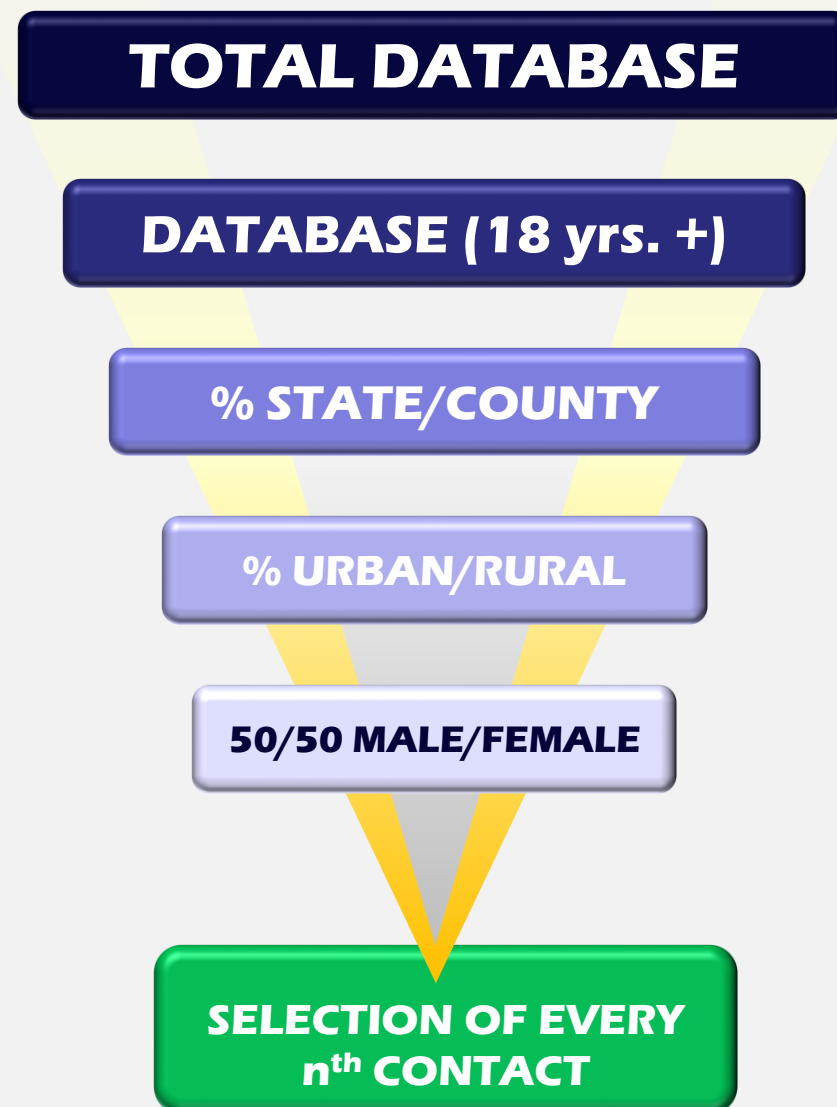 TOTAL DATABASE
DATABASE (18 yrs. +)
% STATE/COUNTY
% URBAN/RURAL
50/50 MALE/FEMALE
SELECTION OF EVERY
nth CONTACT